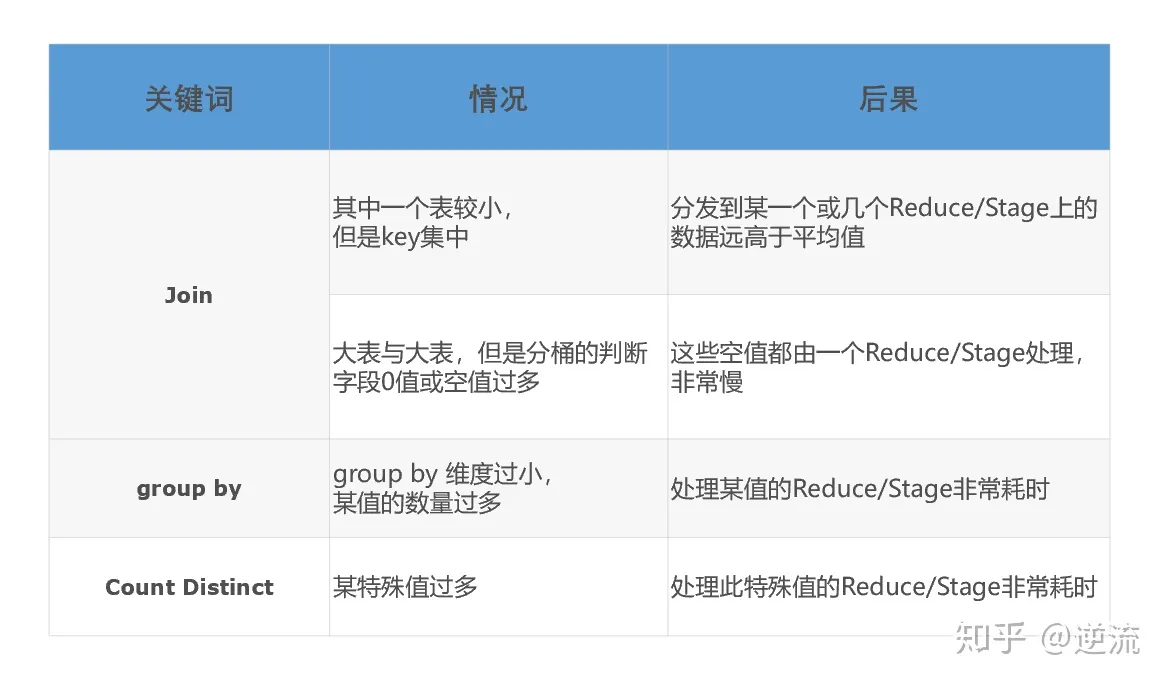 关键词 情况 后果
其中一个表较小，
但是key集中
分发到某一个或几个Reduce/Stage上的
数据远高于平均值
Join
大表与大表，但是分桶的判断
字段0值或空值过多
这些空值都由一个Reduce/Stage处理，
非常慢
group by
group by 维度过小，
某值的数量过多
处理某值的Reduce/Stage非常耗时
Count Distinct
某特殊值过多
处理此特殊值的Reduce/Stage非常耗时
知乎 @逆流